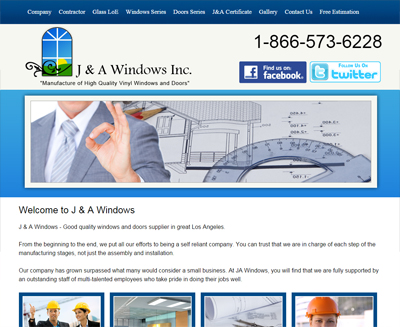 Company Contractor Glass LoE Windows Series Doors Series J&A Certificate Gallery Contact Us Free Estimation
1-866-573-6228
J & A Windows Inc.
"Manufacture of High Quality Vinyl Windows and Doors"
Find us on
facebook.
Follow Us On
twitter
Welcome to J & A Windows
J & A Windows - Good quality windows and doors supplier in great Los Angeles.
From the beginning to the end, we put all our efforts to being a self reliant company. You can trust that we are in charge of each step of the
manufacturing stages, not just the assembly and installation.
Our company has grown surpassed what many would consider a small business. At JA Windows, you will find that we are fully supported by
an outstanding staff of multi-talented employees who take pride in doing their jobs well.